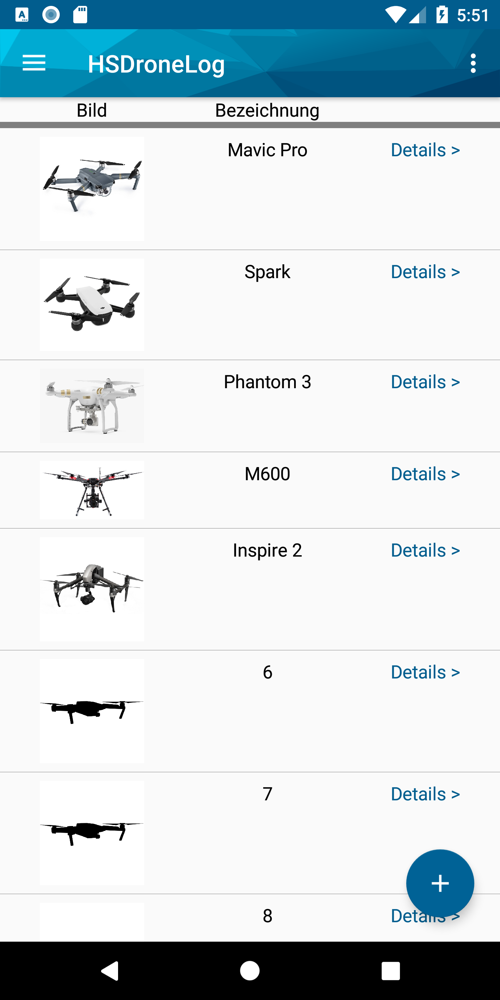 5:51
HSDroneLog
Bild Bezeichnung
Mavic Pro Details >
Spark Details >
Phantom 3 Details >
M600 Details >
Inspire 2 Details >
6 Details >
7 Details >
8 Details >